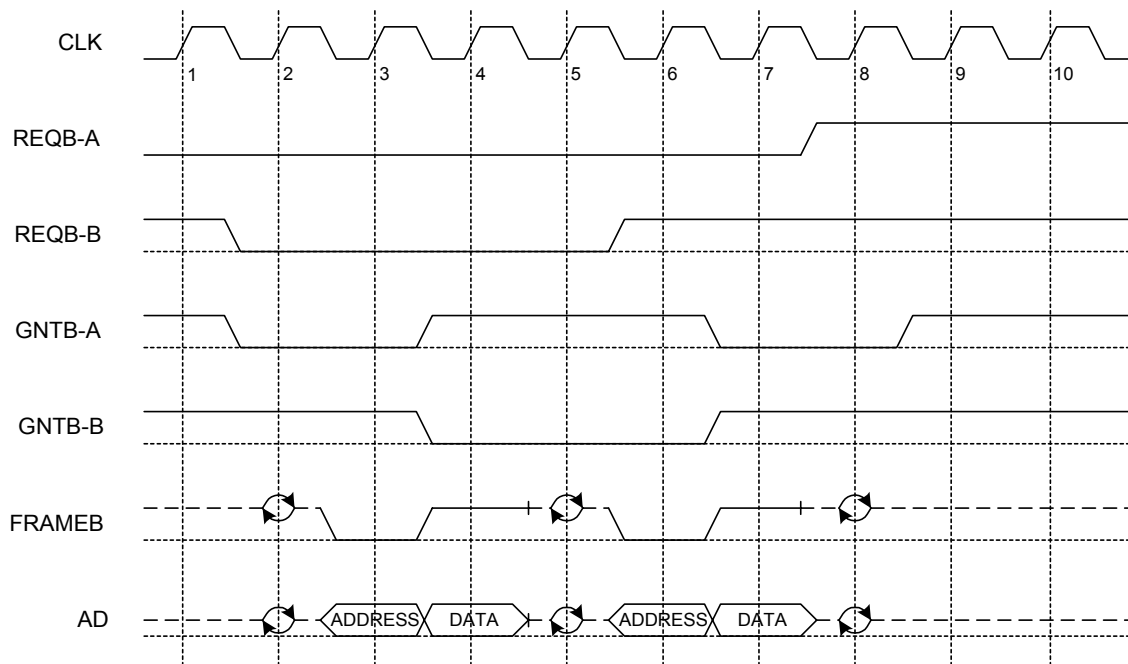 CLK
1 2 3 4 5 6 7 8 9 10
REQB-A
REQB-B
GNTB-A
GNTB-B
FRAMEB
AD ADDRESS DATA ADDRESS DATA